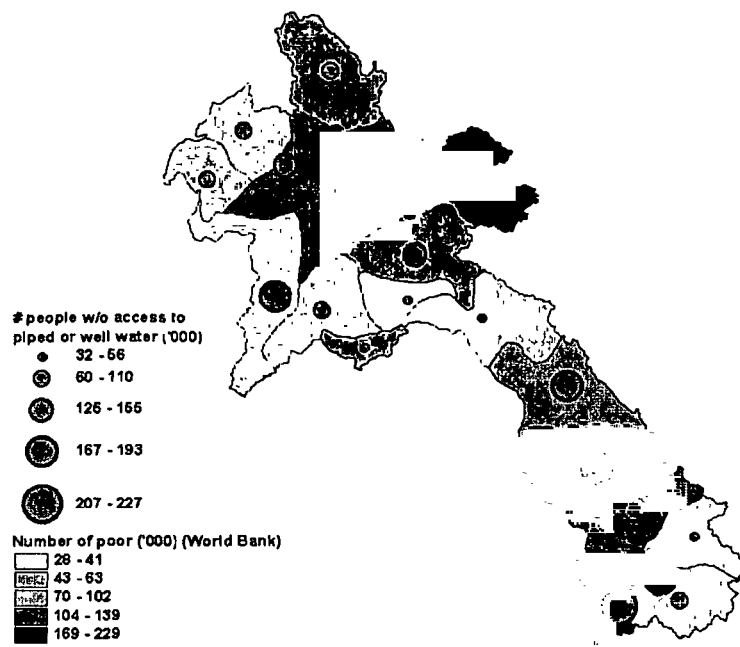 # people w/o access to
piped or well water ('000)
32 - 56
60 - 110
126 - 155
167 - 193
207 - 227
Number of poor ('000) (World Bank)
28 - 41
43 - 63
70 - 102
104 - 139
169 - 229